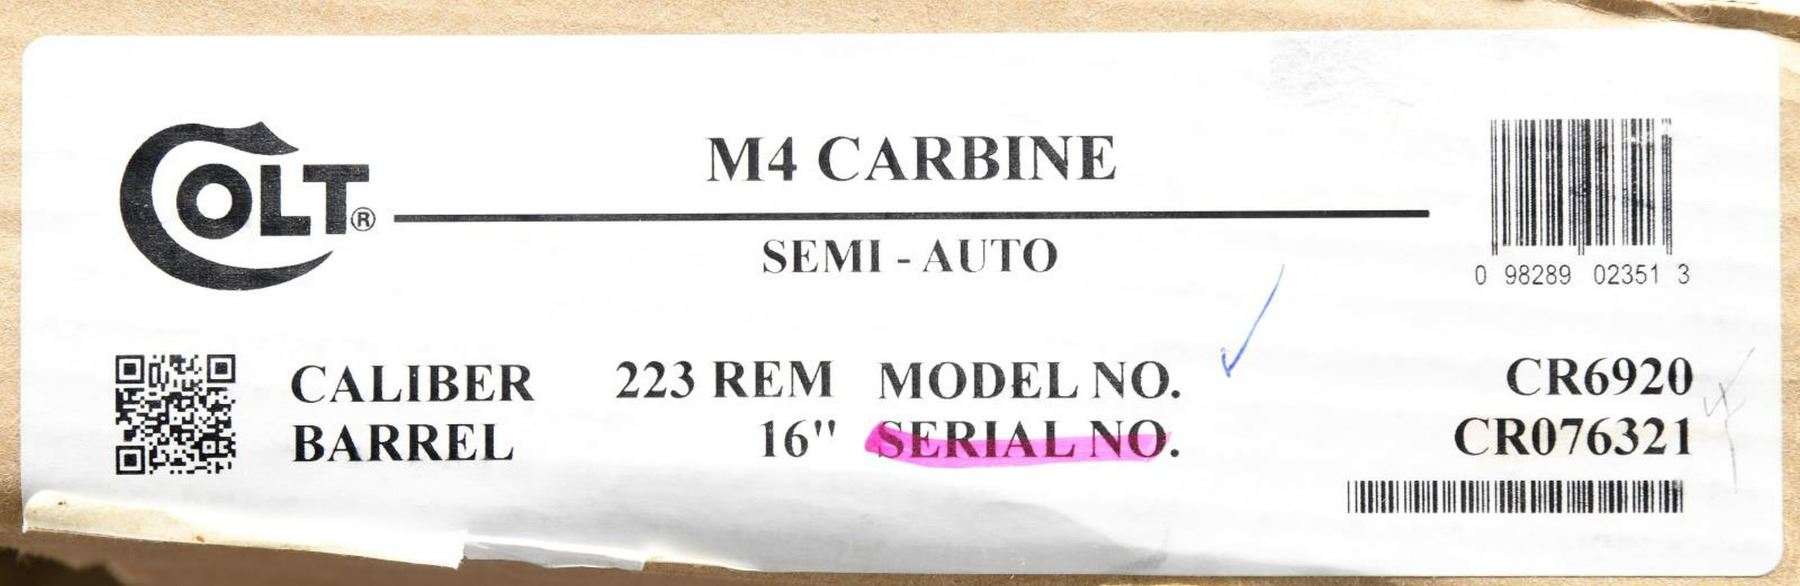 COLT®
M4 CARBINE
SEMI - AUTO
0 98289 02351 3
CALIBER 223 REM MODEL NO. CR6920
BARREL 16" SERIAL NO. CR076321